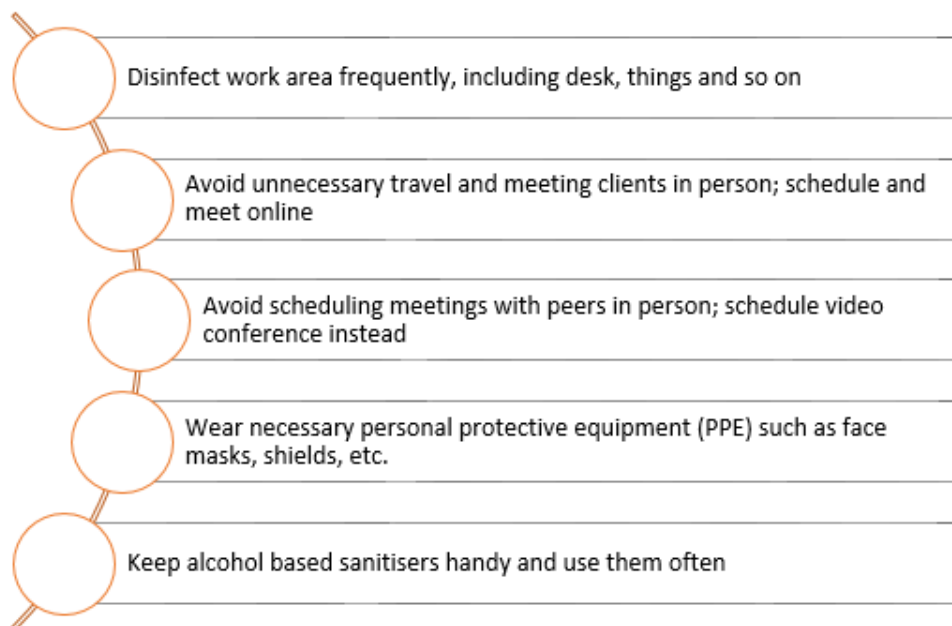 Disinfect work area frequently, including desk, things and so on
Avoid unnecessary travel and meeting clients in person; schedule and
meet online
Avoid scheduling meetings with peers in person; schedule video
conference instead
Wear necessary personal protective equipment (PPE) such as face
masks, shields, etc.
Keep alcohol based sanitisers handy and use them often